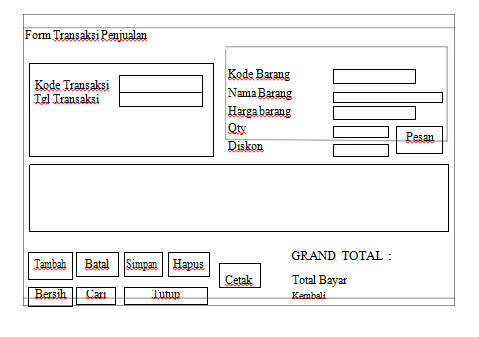 Form Transaksi Penjualan
Kode Transaksi
Tgl Transaksi
Kode Barang
Nama Barang
Harga barang
Qty
Diskon
Pesan
Tambah Batal Simpan Hapus
Cetak
Bersih Cari Tutup
GRAND TOTAL :
Total Bayar
Kembali